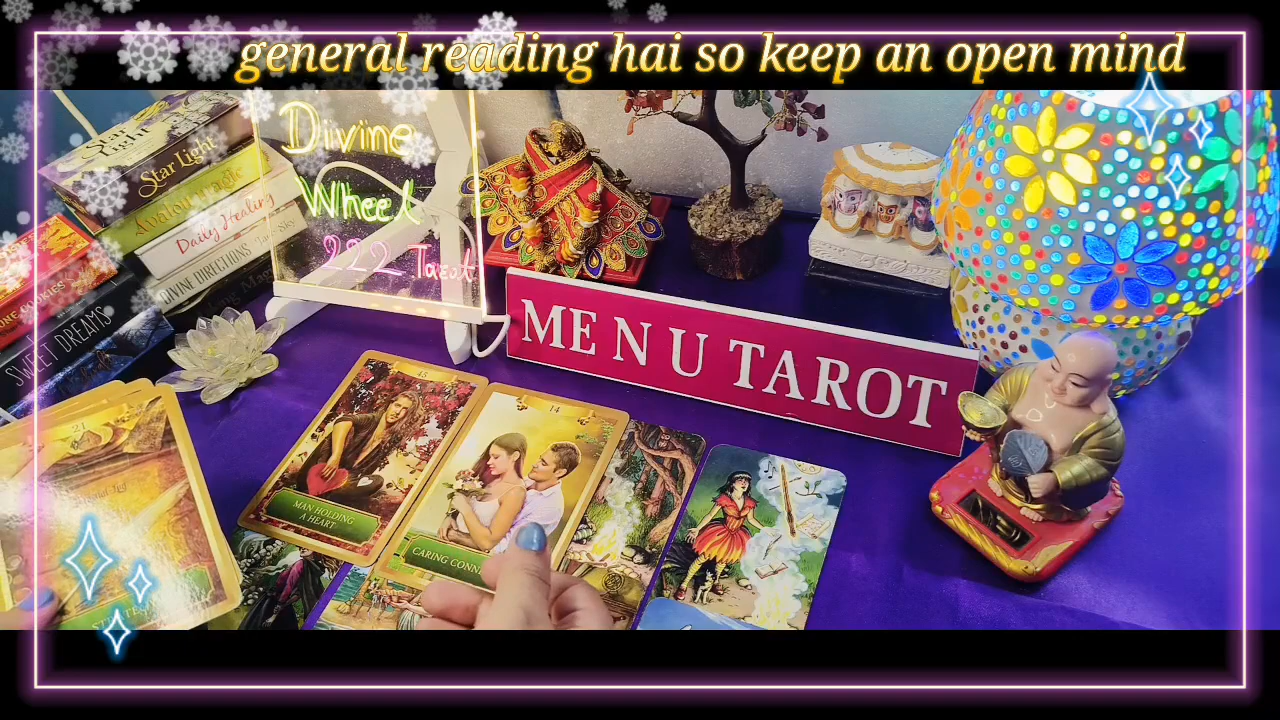 general reading hai so keep an open mind
Divine
Wheel
222 Tarot
Star Light
Star Light
Daily Healing
DIVINE DIRECTIONS
SWEET DREAMS
ME N U TAROT
45
MAN HOLDING
A HEART
14
CARING CONN
21